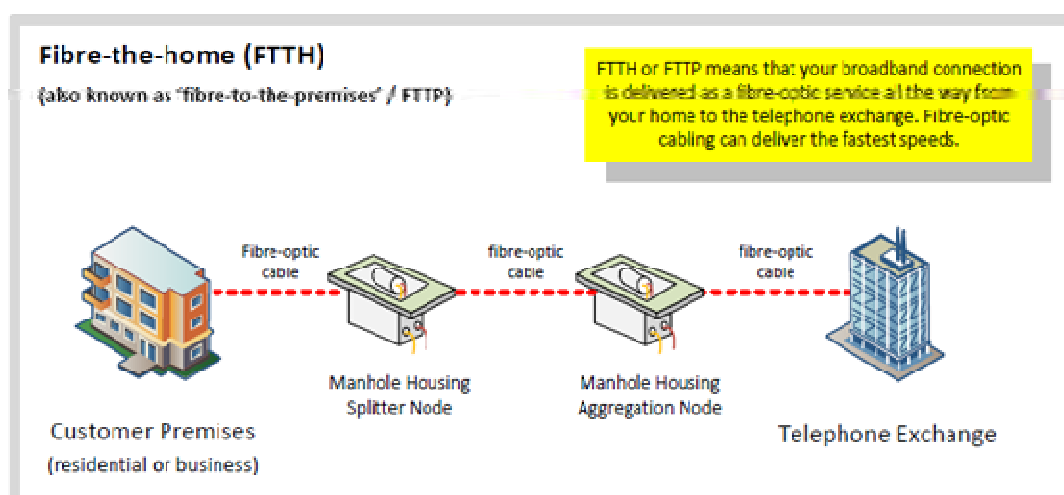 Fibre-the-home (FTTH)
(also known as 'fibre-to-the-premises' / FTTP)
FTTH or FTTP means that your broadband connection
is delivered as a fibre-optic service all the way from
your home to the telephone exchange. Fibre-optic
cabling can deliver the fastest speeds.
Fibre-optic
cable
fibre-optic
cable
fibre-optic
cable
Manhole Housing
Splitter Node
Manhole Housing
Aggregation Node
Customer Premises
(residential or business)
Telephone Exchange